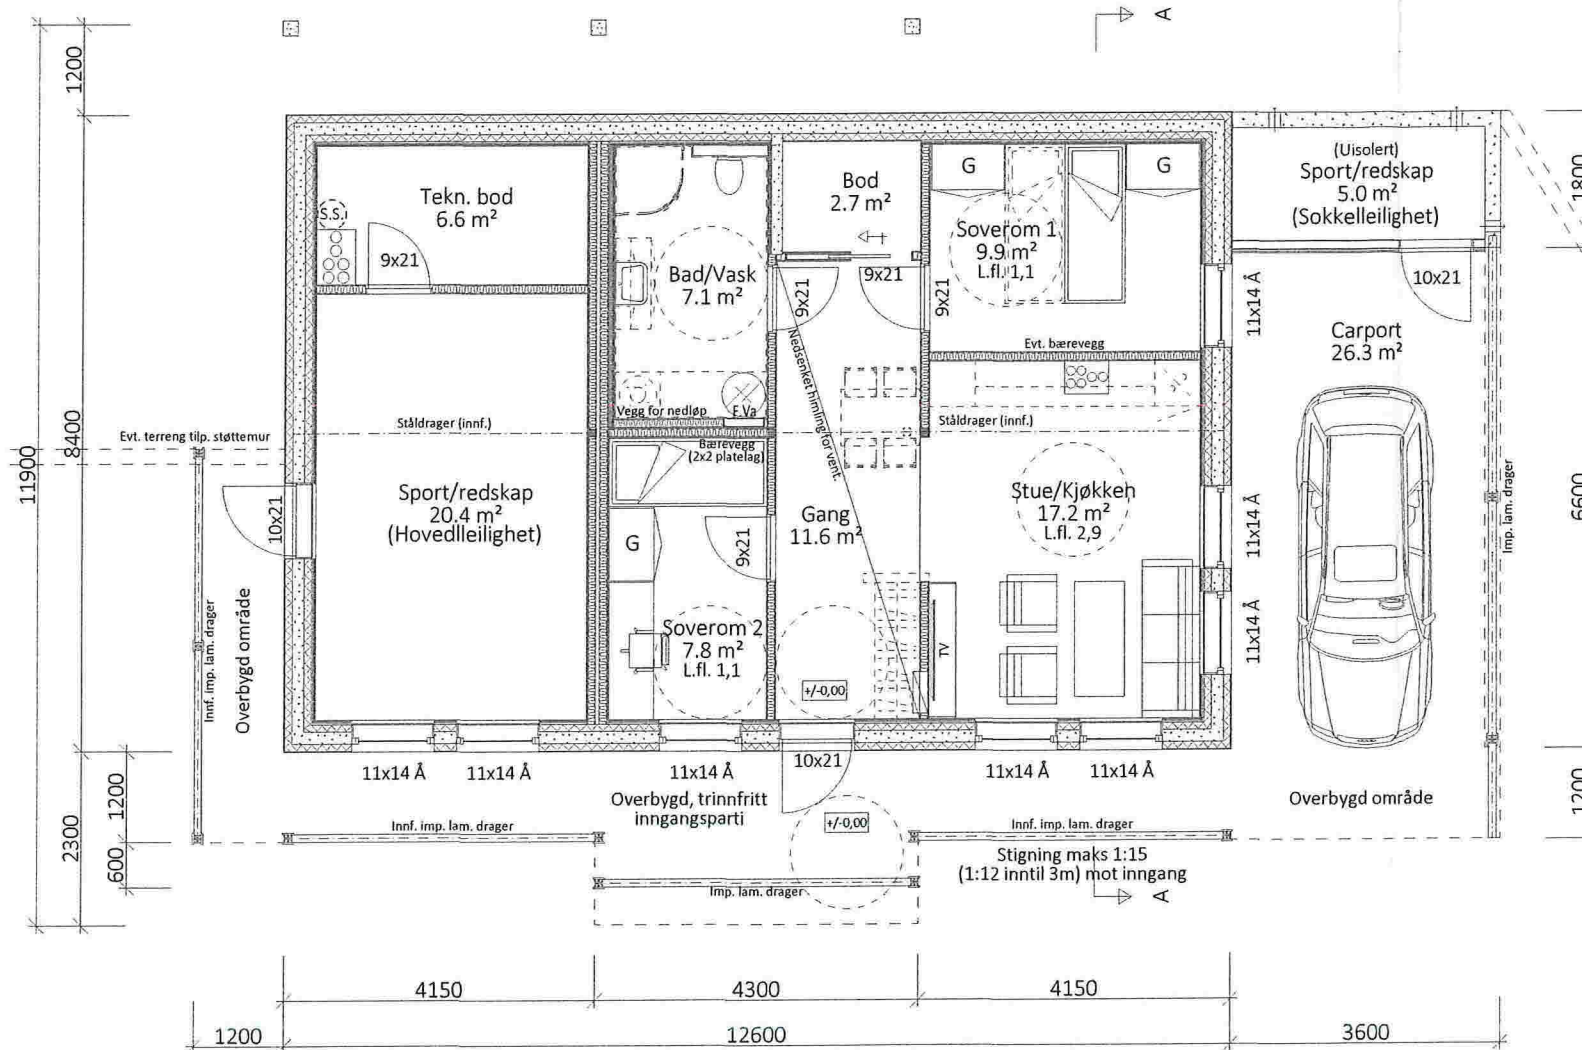 A
1200
11900
8400
2300
1200
600
Tekn. bod
6.6 m²
S.S.
9x21
Bad/Vask
7.1 m²
Vegg for nedløp
F.Va
Bod
2.7 m²
9x21
9x21
9x21
G
G
Soverom 1
9.9 m²
L.fl. 1,1
Evt. bærevegg
(Uisolert)
Sport/redskap
5.0 m²
(Sokkelleilighet)
10x21
Carport
26.3 m²
11x14 Å
1800
6600
1200
Evt. terreng tilp. støttemur
Ståldrager (innf.)
Ståldrager (innf.)
Nedsenket himling for vent.
Bærevegg
(2x2 platelag)
Sport/redskap
20.4 m²
(Hovedlleilighet)
10x21
Gang
11.6 m²
Stue/Kjøkken
17.2 m²
L.fl. 2,9
G
9x21
11x14 Å
11x14 Å
Imp. lam. drager
Innf. imp. lam. drager
Overbygd område
Soverom 2
7.8 m²
L.fl. 1,1
TV
+/-0,00
11x14 Å
11x14 Å
11x14 Å
10x21
11x14 Å
11x14 Å
Overbygd, trinnfritt
inngangsparti
+/-0,00
Overbygd område
Innf. imp. lam. drager
Innf. imp. lam. drager
Stigning maks 1:15
(1:12 inntil 3m) mot inngang
Imp. lam. drager
A
4150
4300
4150
1200
12600
3600